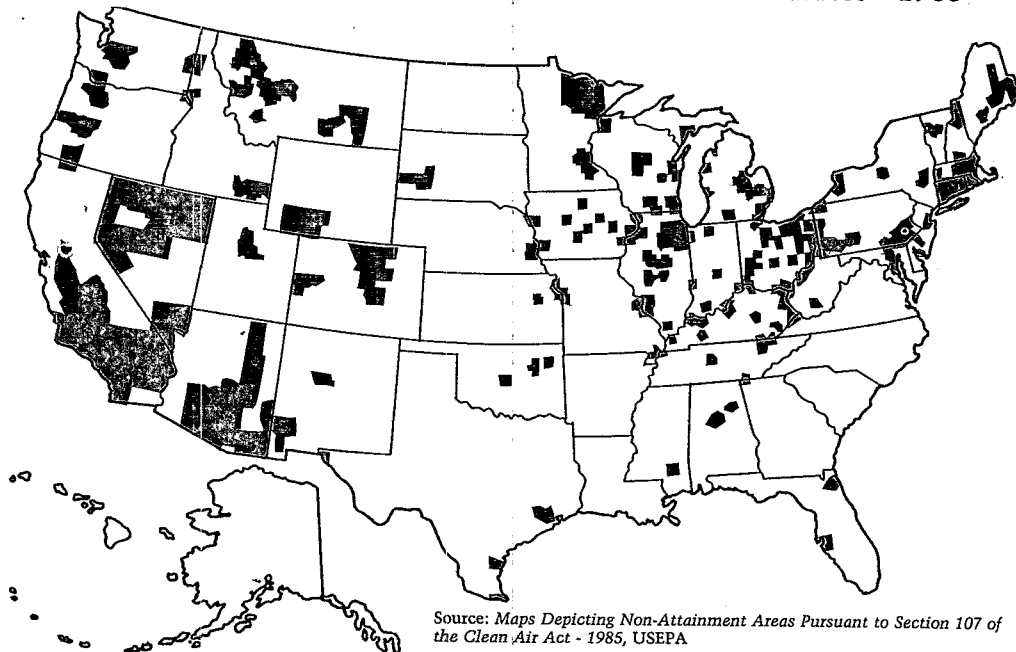 Source: Maps Depicting Non-Attainment Areas Pursuant to Section 107 of
the Clean Air Act - 1985, USEPA